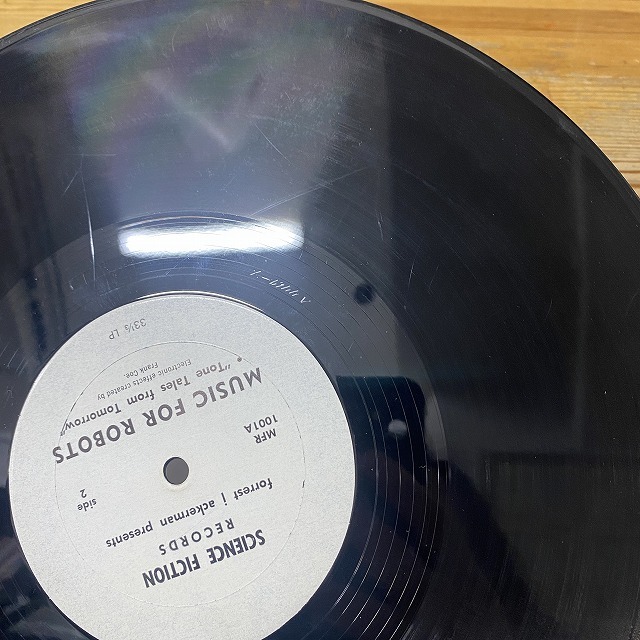 SCIENCE FICTION
RECORDS
forrest j ackerman presents
side
2
MFR
1001A
MUSIC FOR ROBOTS
• "Tone Tales from Tomorrow"
Electronic effects created by
Frank Coe.
33⅓ LP